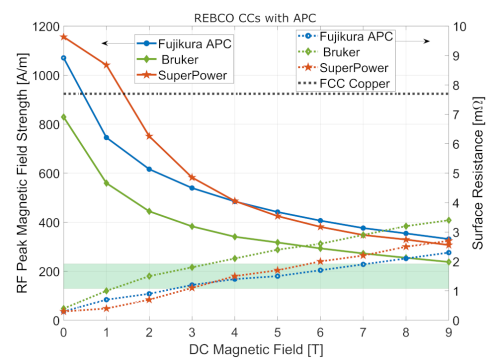 REBCO CCs with APC
Fujikura APC
Bruker
SuperPower
Fujikura APC
Bruker
SuperPower
FCC Copper
RF Peak Magnetic Field Strength [A/m]
1200
1000
800
600
400
200
0
Surface Resistance [mΩ]
10
9
8
7
6
5
4
3
2
1
0
0 1 2 3 4 5 6 7 8 9
DC Magnetic Field [T]